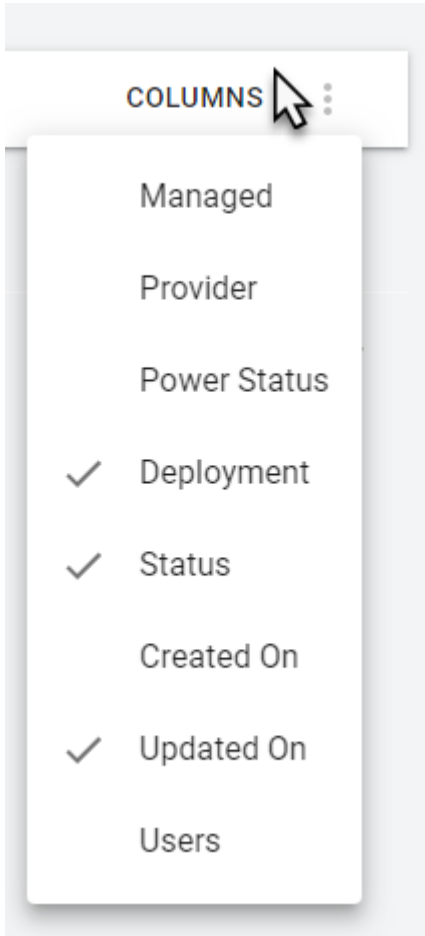 COLUMNS
Managed
Provider
Power Status
Deployment
Status
Created On
Updated On
Users